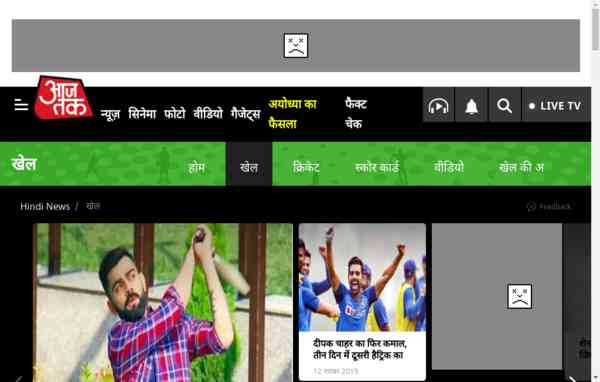 आज तक
न्यूज़ सिनेमा फोटो वीडियो गैजेट्स अयोध्या का फैसला फैक्ट चेक LIVE TV
खेल होम खेल क्रिकेट स्कोर कार्ड वीडियो खेल की अ
Hindi News / खेल Feedback
दीपक चाहर का फिर कमाल,
तीन दिन में दूसरी हैट्रिक का
12 नवंबर 2019